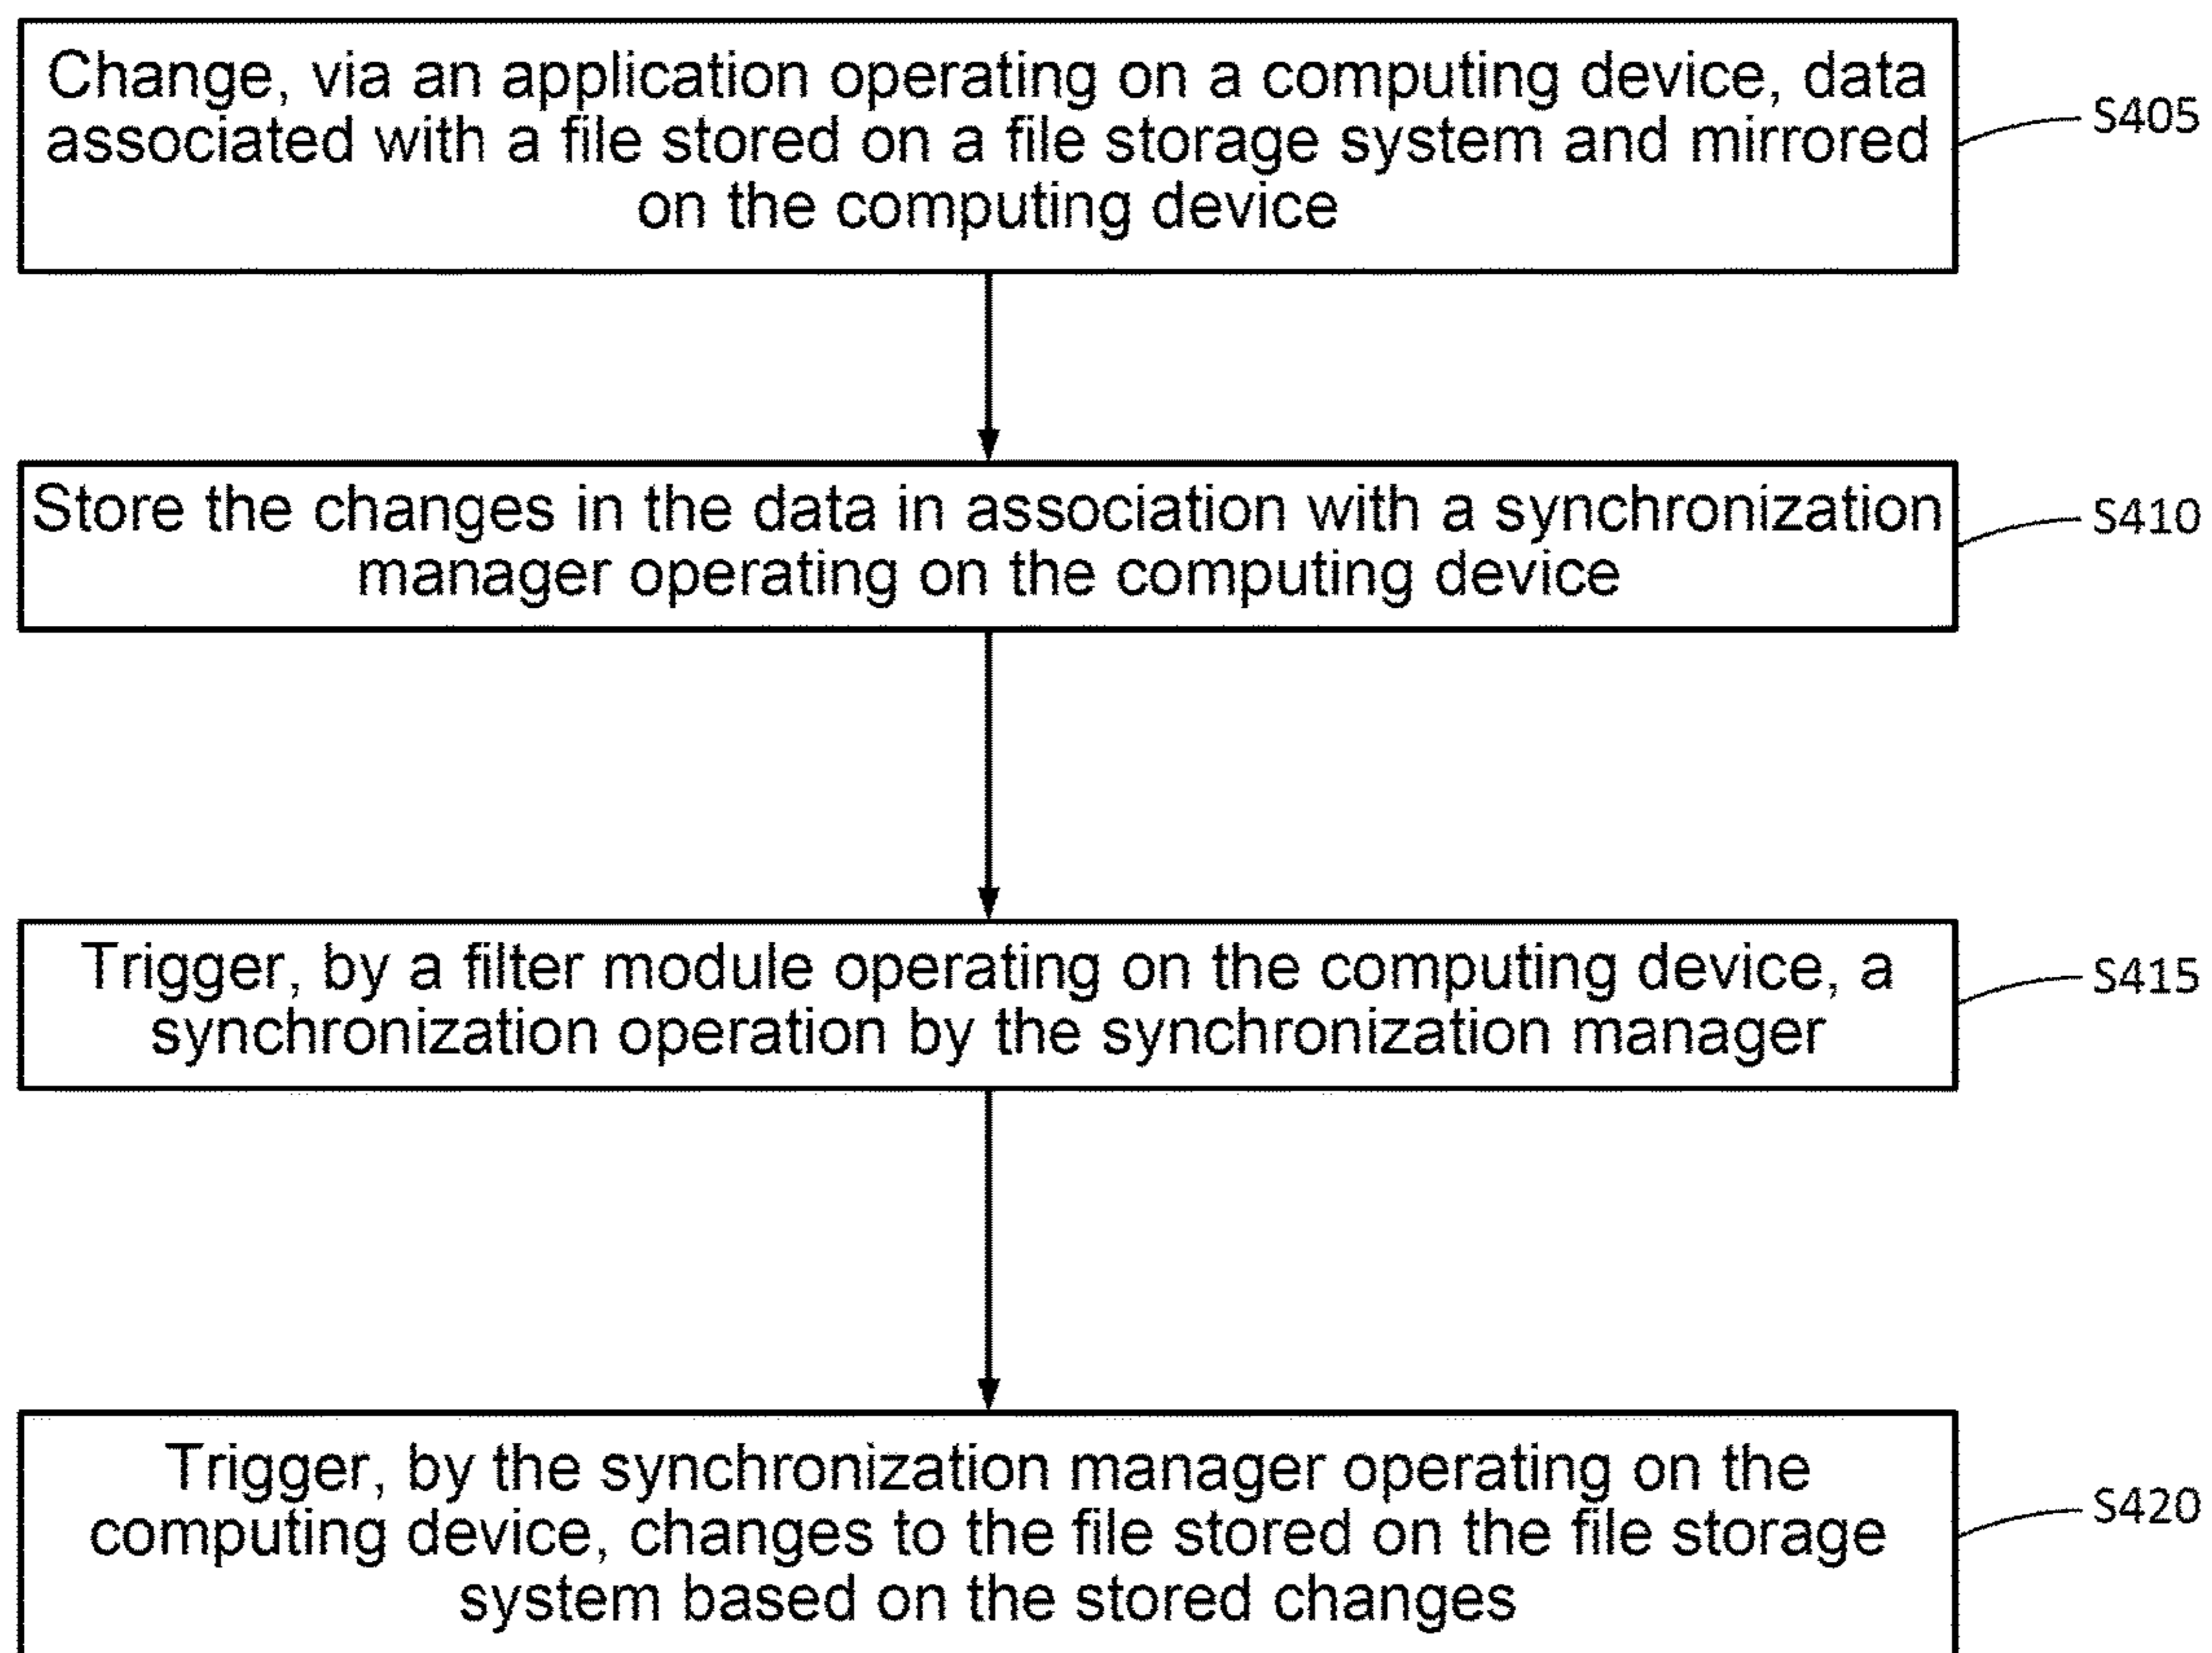 Change, via an application operating on a computing device, data
associated with a file stored on a file storage system and mirrored
on the computing device
S405
Store the changes in the data in association with a synchronization
manager operating on the computing device
S410
Trigger, by a filter module operating on the computing device, a
synchronization operation by the synchronization manager
S415
Trigger, by the synchronization manager operating on the
computing device, changes to the file stored on the file storage
system based on the stored changes
S420